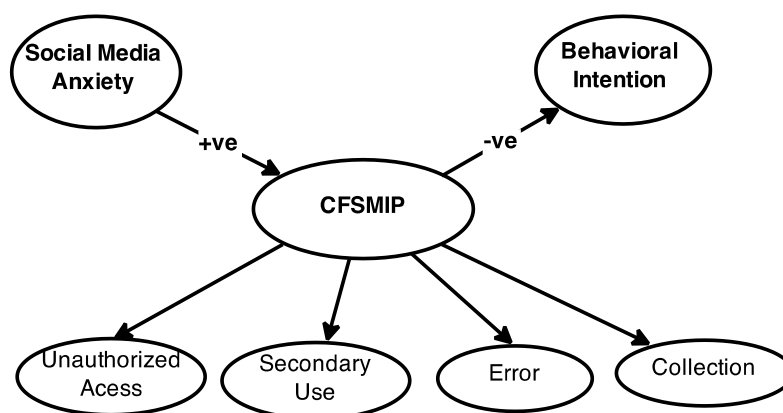 Social Media
Anxiety
Behavioral
Intention
+ve
-ve
CFSMIP
Unauthorized
Acess
Secondary
Use
Error
Collection